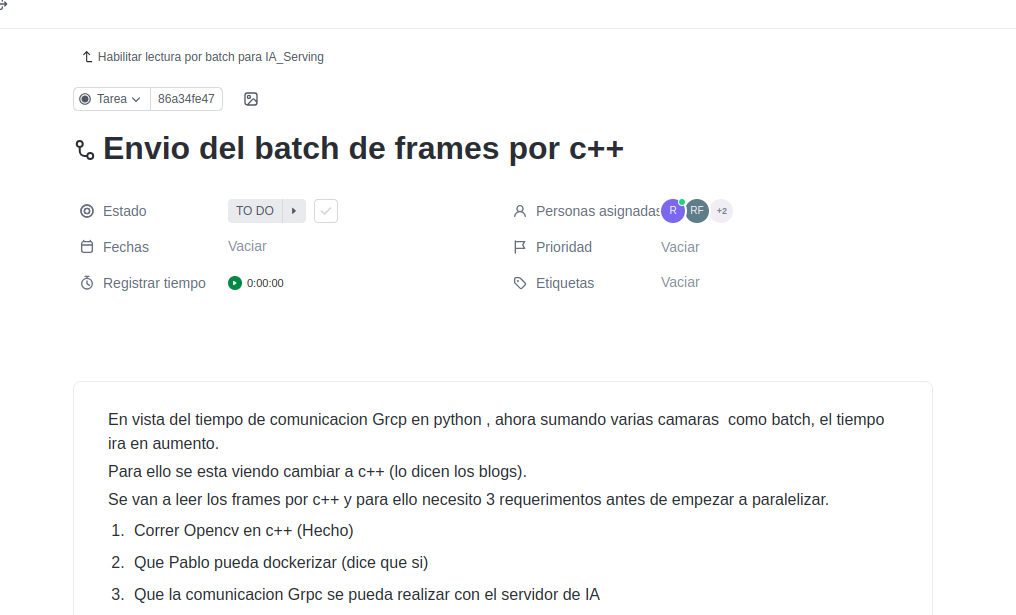 Habilitar lectura por batch para IA_Serving
Tarea 86a34fe47
Envio del batch de frames por c++
Estado TO DO Personas asignadas R RF +2
Fechas Vaciar Prioridad Vaciar
Registrar tiempo 0:00:00 Etiquetas Vaciar
En vista del tiempo de comunicacion Grcp en python , ahora sumando varias camaras  como batch, el tiempo
ira en aumento.
Para ello se esta viendo cambiar a c++ (lo dicen los blogs).
Se van a leer los frames por c++ y para ello necesito 3 requerimentos antes de empezar a paralelizar.
1. Correr Opencv en c++ (Hecho)
2. Que Pablo pueda dockerizar (dice que si)
3. Que la comunicacion Grpc se pueda realizar con el servidor de IA